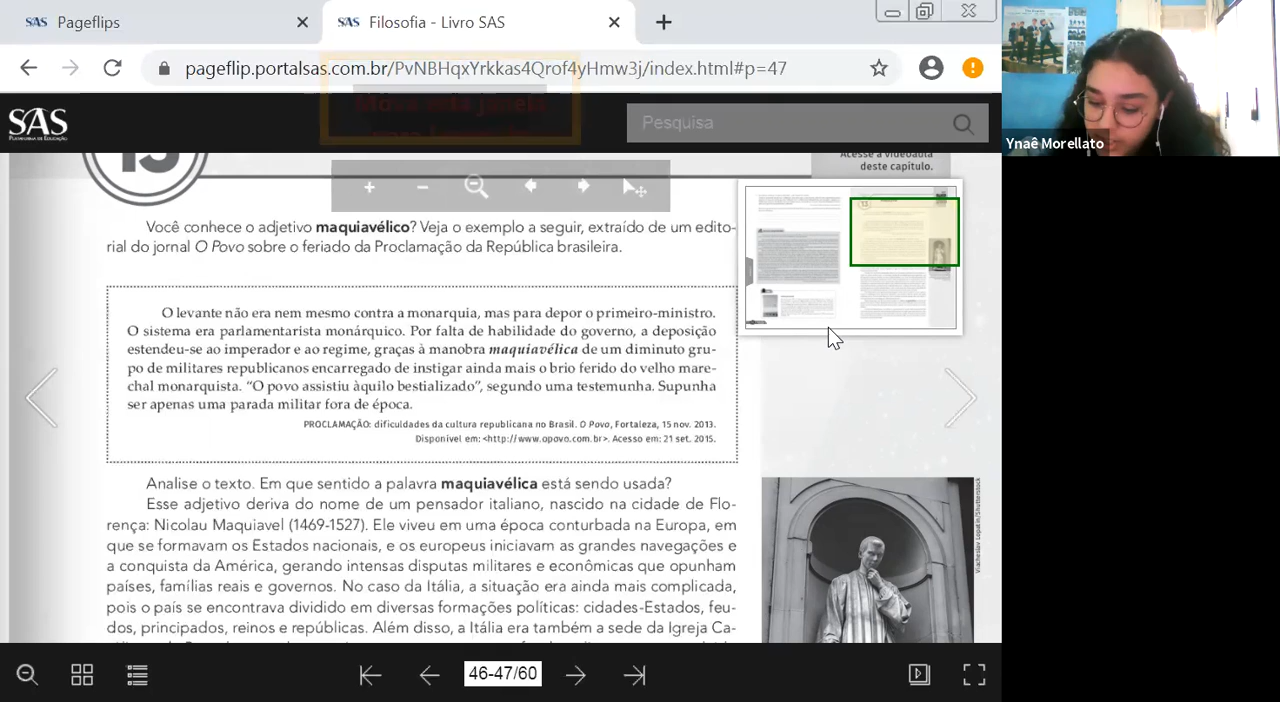 Pageflips
Filosofia - Livro SAS
pageflip.portalsas.com.br/PvNBHqxYrkkas4Qrof4yHmw3j/index.html#p=47
SAS
PLATAFORMA DE EDUCAÇÃO
Pesquisa
13
Acesse a videoaula
deste capítulo.
Ynaê Morellato
Você conhece o adjetivo maquiavélico? Veja o exemplo a seguir, extraído de um edito-
rial do jornal O Povo sobre o feriado da Proclamação da República brasileira.
O levante não era nem mesmo contra a monarquia, mas para depor o primeiro-ministro.
O sistema era parlamentarista monárquico. Por falta de habilidade do governo, a deposição
estendeu-se ao imperador e ao regime, graças à manobra maquiavélica de um diminuto gru-
po de militares republicanos encarregado de instigar ainda mais o brio ferido do velho mare-
chal monarquista. “O povo assistiu àquilo bestializado”, segundo uma testemunha. Supunha
ser apenas uma parada militar fora de época.
PROCLAMAÇÃO: dificuldades da cultura republicana no Brasil. O Povo, Fortaleza, 15 nov. 2013.
Disponível em: <http://www.opovo.com.br>. Acesso em: 21 set. 2015.
Analise o texto. Em que sentido a palavra maquiavélica está sendo usada?
Esse adjetivo deriva do nome de um pensador italiano, nascido na cidade de Flo-
rença: Nicolau Maquiavel (1469-1527). Ele viveu em uma época conturbada na Europa, em
que se formavam os Estados nacionais, e os europeus iniciavam as grandes navegações e
a conquista da América, gerando intensas disputas militares e econômicas que opunham
países, famílias reais e governos. No caso da Itália, a situação era ainda mais complicada,
pois o país se encontrava dividido em diversas formações políticas: cidades-Estados, feu-
dos, principados, reinos e repúblicas. Além disso, a Itália era também a sede da Igreja Ca-
Viacheslav Lopatin/Shutterstock
46-47/60